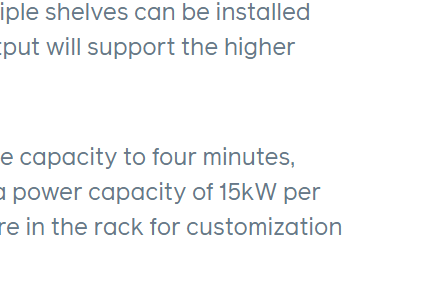 iple shelves can be installed
tput will support the higher
e capacity to four minutes,
a power capacity of 15kW per
re in the rack for customization